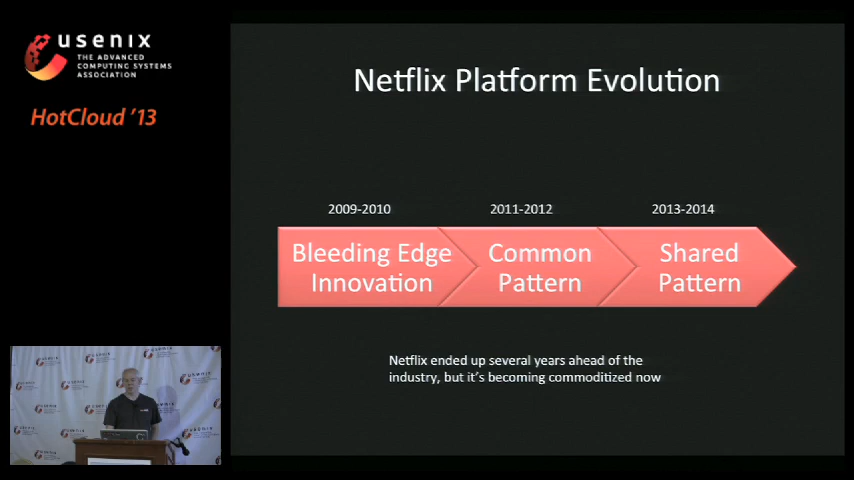 usenix
THE ADVANCED
COMPUTING SYSTEMS
ASSOCIATION
HotCloud '13
Netflix Platform Evolution
2009-2010
2011-2012
2013-2014
Bleeding Edge
Innovation
Common
Pattern
Shared
Pattern
Netflix ended up several years ahead of the
industry, but it's becoming commoditized now